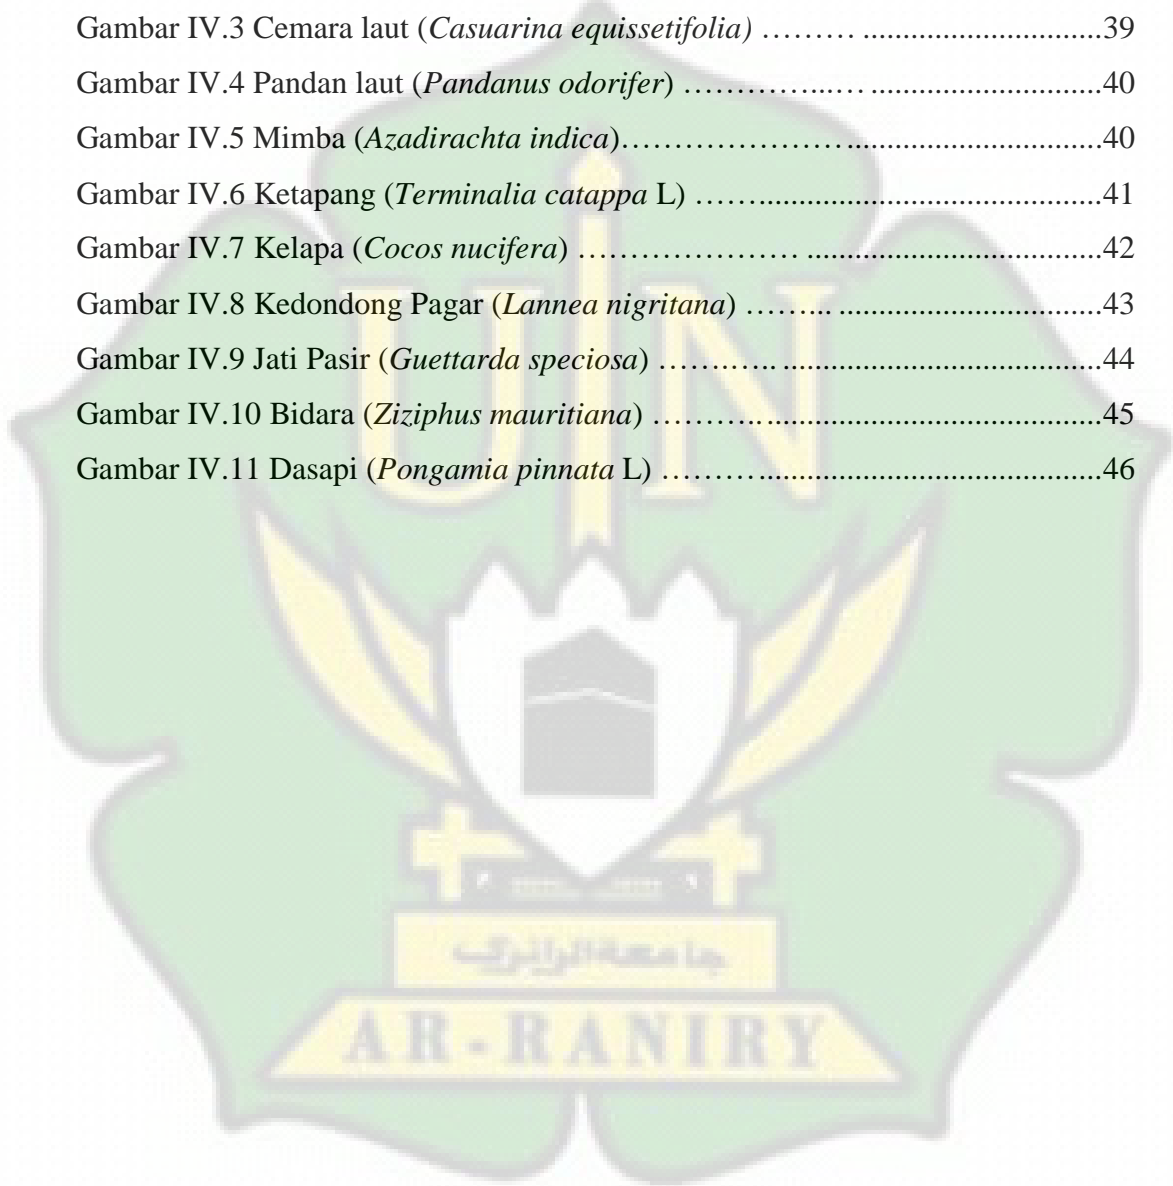 Gambar IV.3 Cemara laut (Casuarina equissetifolia) ……… ................................39
Gambar IV.4 Pandan laut (Pandanus odorifer) …………...… ...............................40
Gambar IV.5 Mimba (Azadirachta indica)…………………..................................40
Gambar IV.6 Ketapang (Terminalia catappa L) ……..............................................41
Gambar IV.7 Kelapa (Cocos nucifera) ………………… .......................................42
Gambar IV.8 Kedondong Pagar (Lannea nigritana) …….... ...................................43
Gambar IV.9 Jati Pasir (Guettarda speciosa) …….….. ...........................................44
Gambar IV.10 Bidara (Ziziphus mauritiana) ……….. .............................................45
Gambar IV.11 Dasapi (Pongamia pinnata L) ………..............................................46
UIN
جامعة الرانري
AR-RANIRY